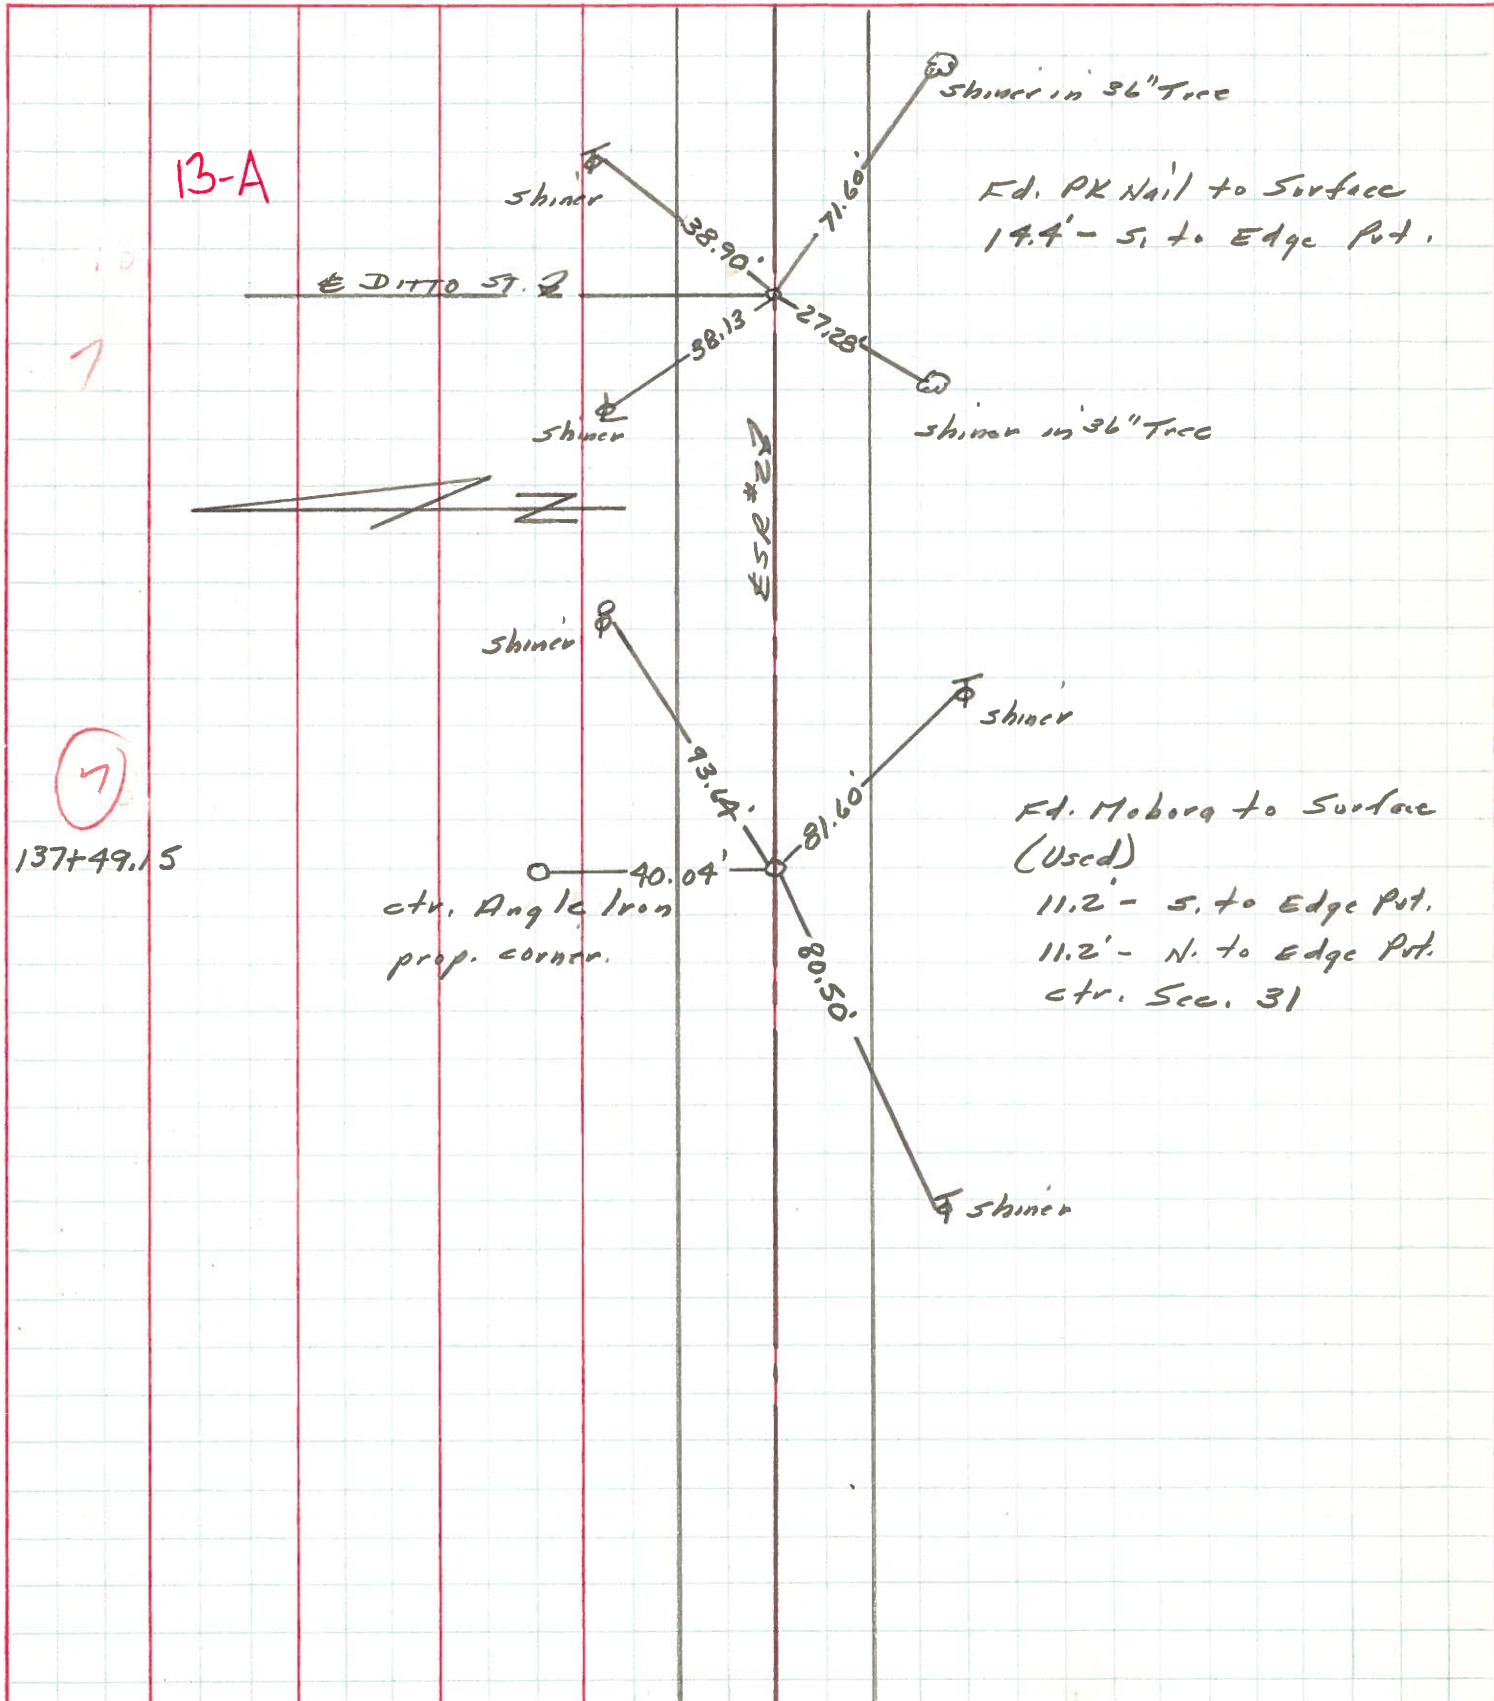 13-A
shiner in 36" Tree
shiner
Fd. PK Nail to Surface
14.4' - S. to Edge Pvt.
71.60'
38.90'
℄ DITTO ST.
38.13
27.28'
shiner
shiner in 36" Tree
℄ SR #22
N
shiner
shiner
7
93.64'
81.60'
Fd. Moborg to Surface
(Used)
137+49.15
40.04'
ctr. Angle Iron
prop. corner.
11.2' - S. to Edge Pvt.
11.2' - N. to Edge Pvt.
ctr. Sec. 31
80.50'
shiner